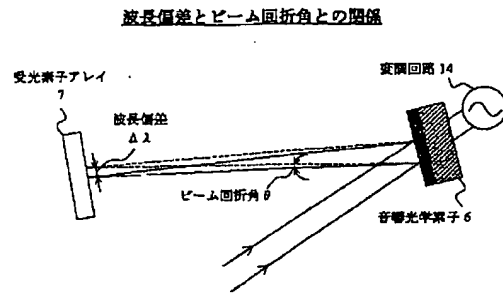 波長偏差とビーム回折角との関係
受光素子アレイ
7
波長偏差
Δλ
変調回路 14
ビーム回折角θ
音響光学素子 6